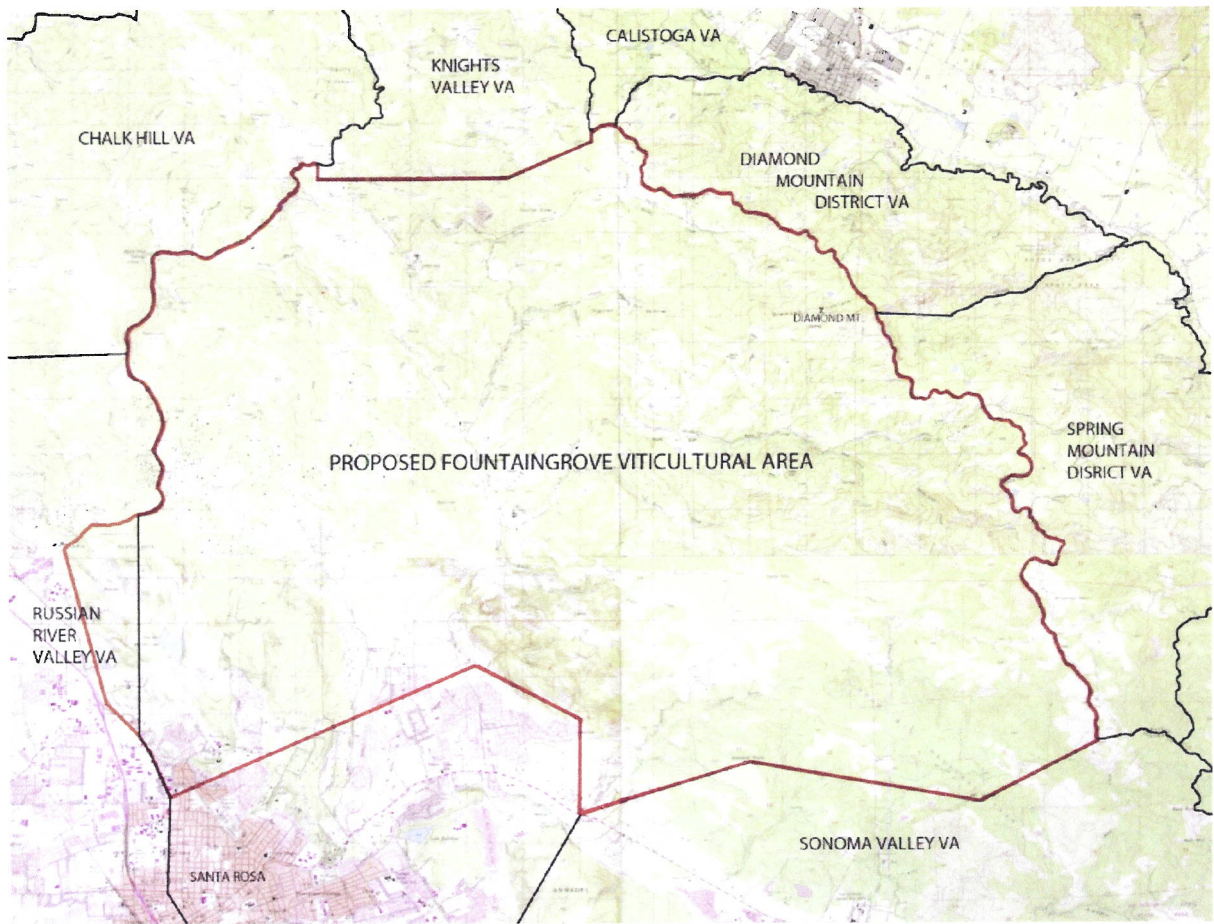 CALISTOGA VA
KNIGHTS
VALLEY VA
CHALK HILL VA
DIAMOND
MOUNTAIN
DISTRICT VA
DIAMOND MT.
SPRING
MOUNTAIN
DISRICT VA
PROPOSED FOUNTAINGROVE VITICULTURAL AREA
RUSSIAN
RIVER
VALLEY VA
SONOMA VALLEY VA
SANTA ROSA
ANNADEL